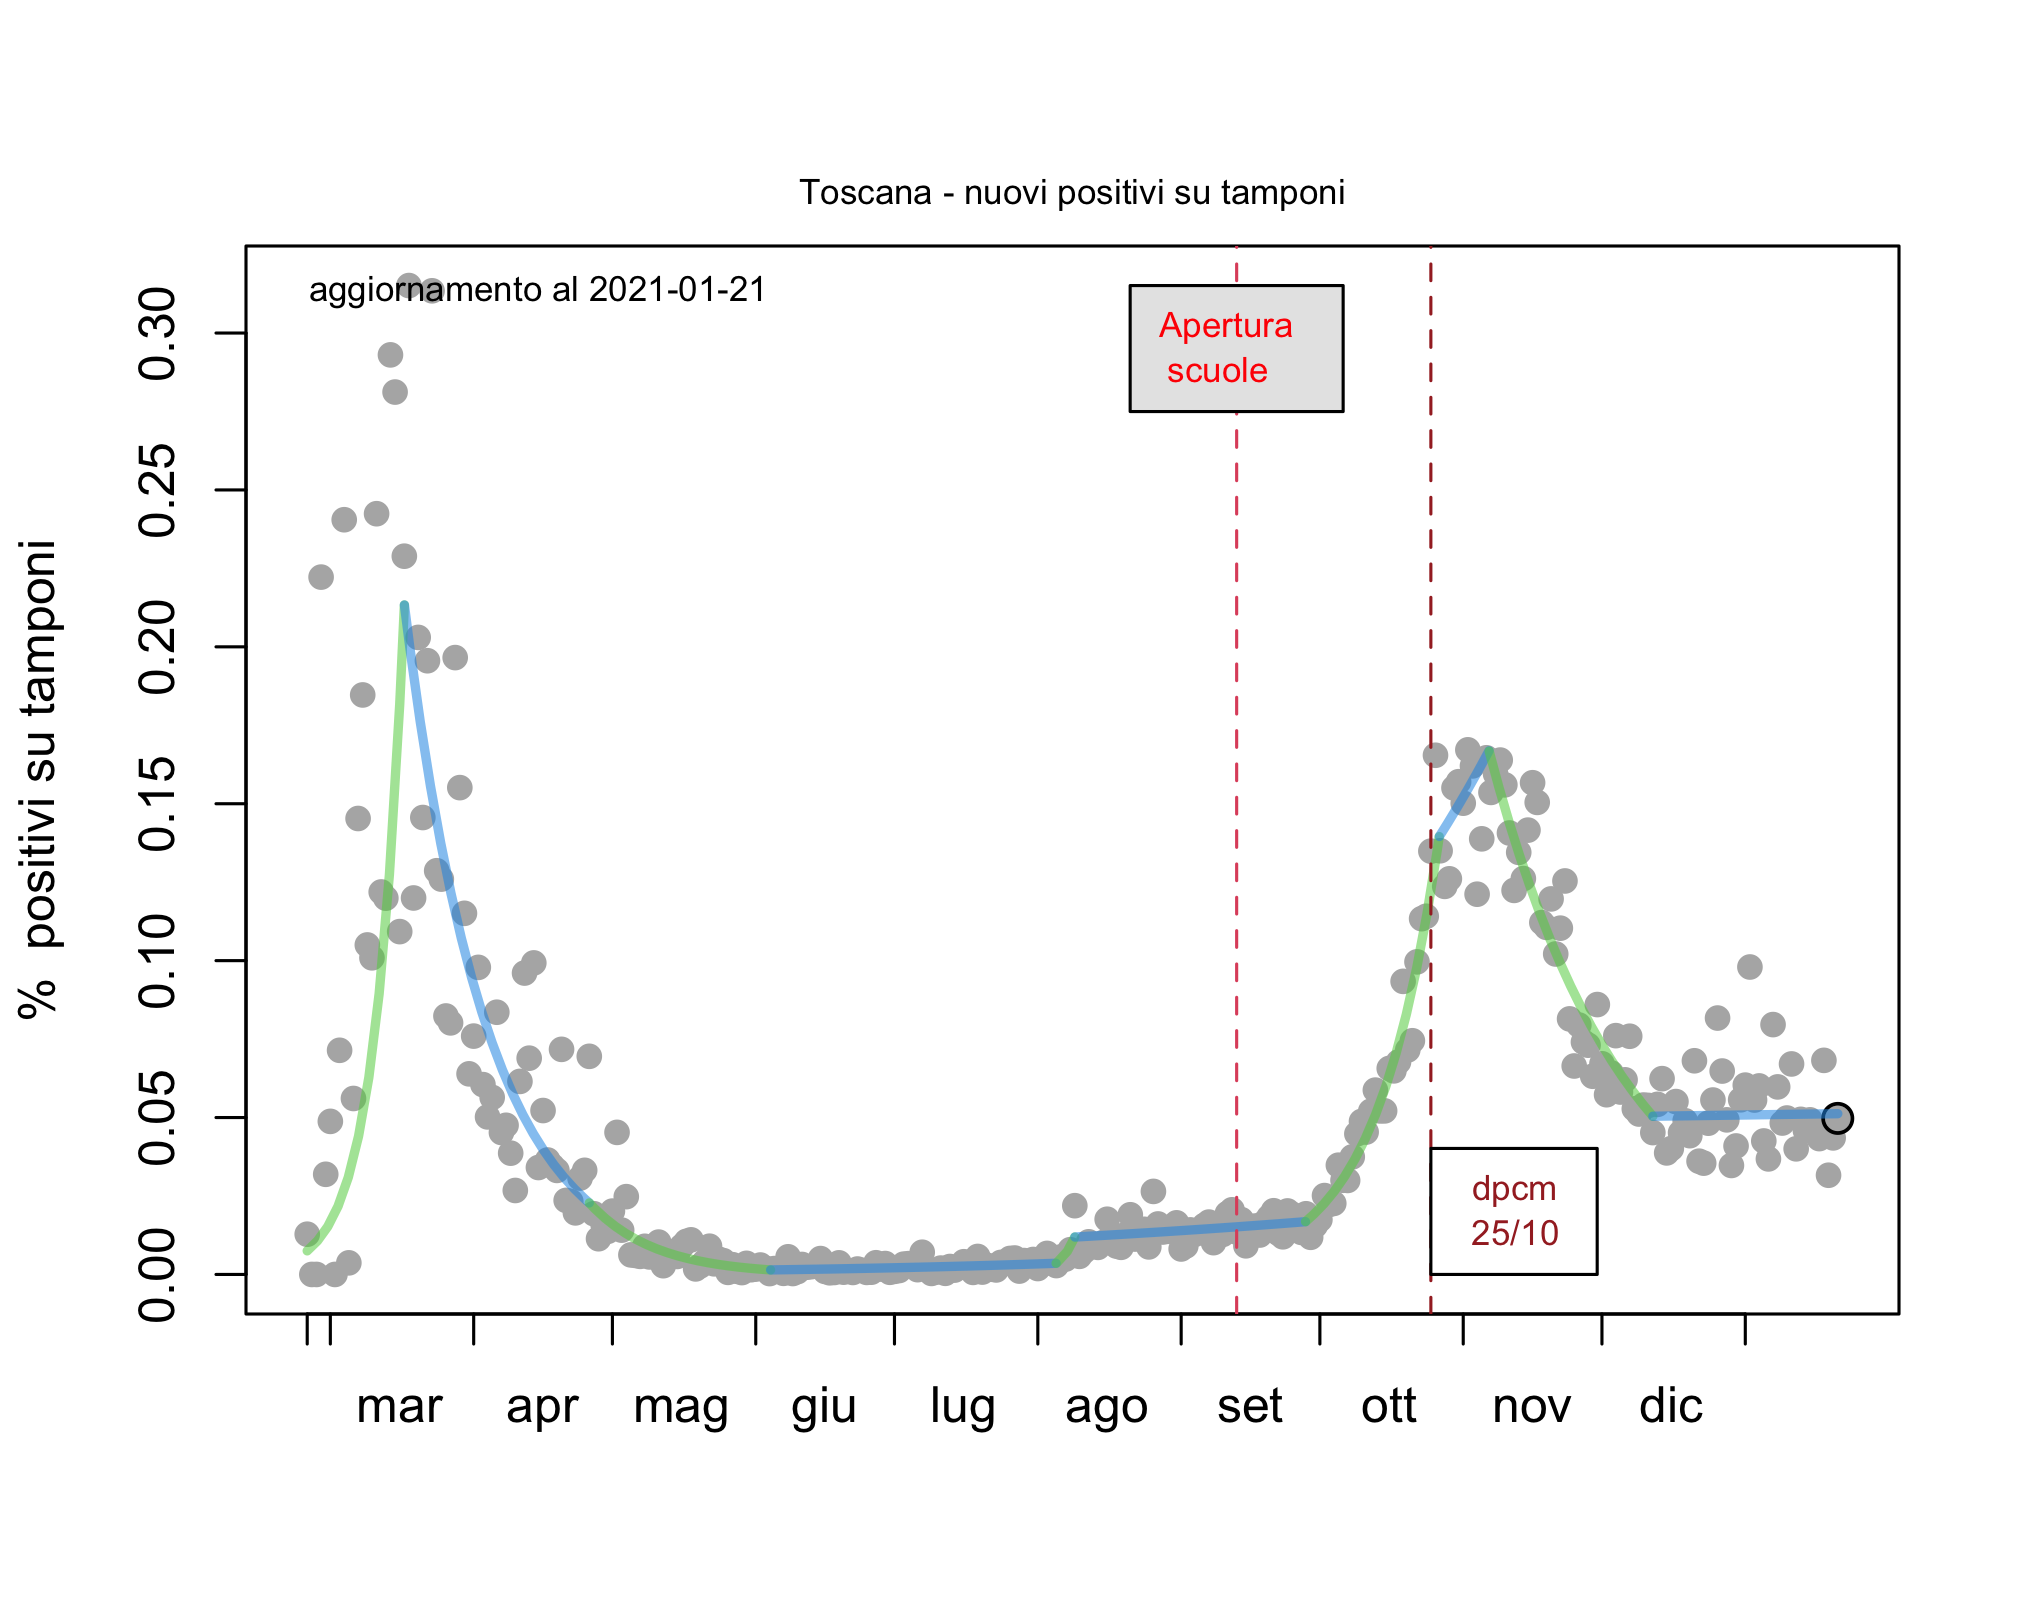 Toscana - nuovi positivi su tamponi
aggiornamento al 2021-01-21
Apertura
scuole
% positivi su tamponi
0.30
0.25
0.20
0.15
0.10
0.05
0.00
dpcm
25/10
mar apr mag giu lug ago set ott nov dic